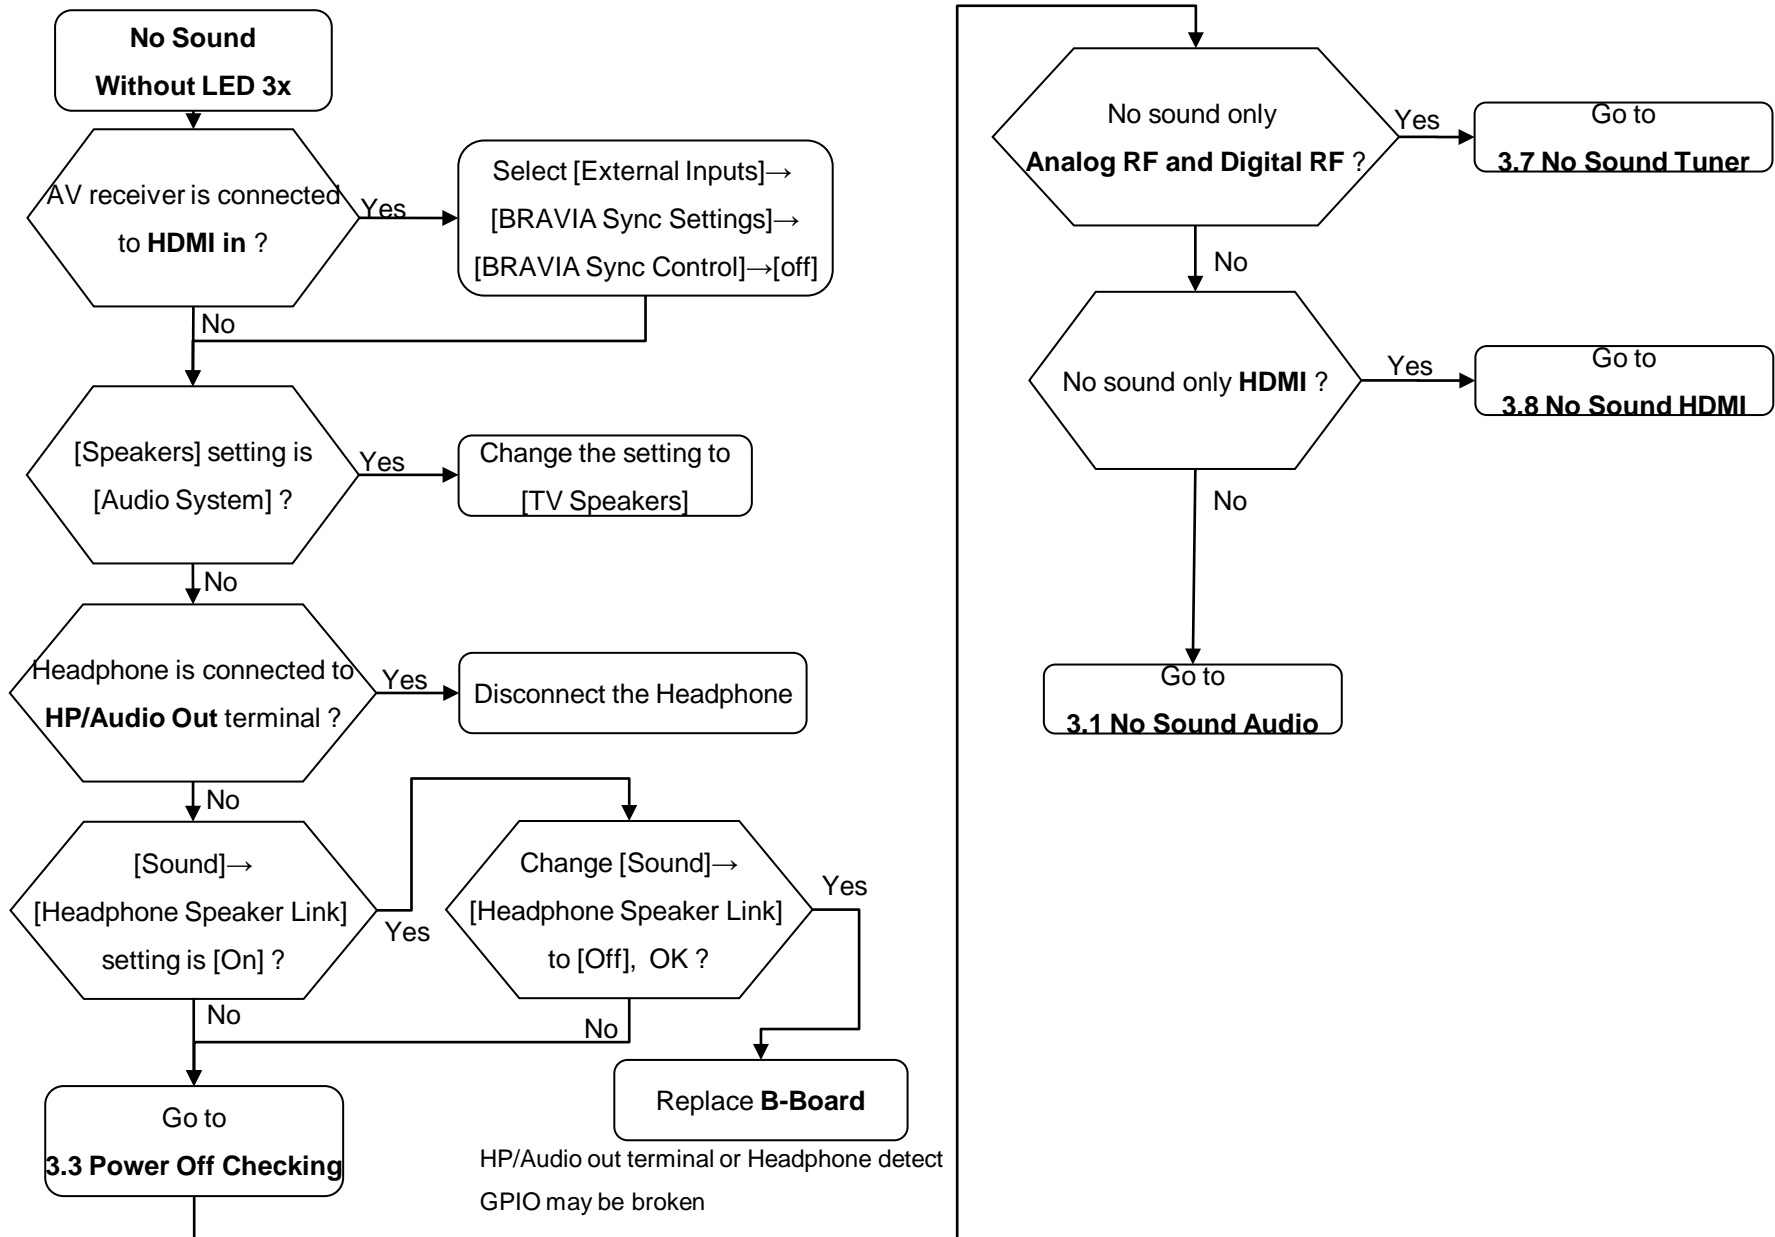 No Sound
Without LED 3x
AV receiver is connected
to HDMI in ?
Yes
Select [External Inputs]→
[BRAVIA Sync Settings]→
[BRAVIA Sync Control]→[off]
No
[Speakers] setting is
[Audio System] ?
Yes
Change the setting to
[TV Speakers]
No
Headphone is connected to
HP/Audio Out terminal ?
Yes
Disconnect the Headphone
No
[Sound]→
[Headphone Speaker Link]
setting is [On] ?
Yes
Change [Sound]→
[Headphone Speaker Link]
to [Off], OK ?
Yes
No
No
Go to
3.3 Power Off Checking
Replace B-Board
HP/Audio out terminal or Headphone detect
GPIO may be broken
No sound only
Analog RF and Digital RF ?
Yes
Go to
3.7 No Sound Tuner
No
No sound only HDMI ?
Yes
Go to
3.8 No Sound HDMI
No
Go to
3.1 No Sound Audio